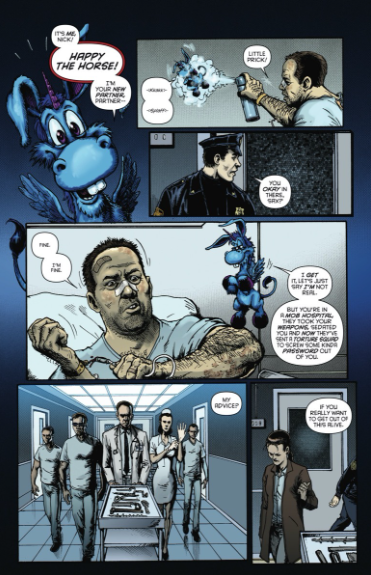 IT'S ME,
NICK!
HAPPY
THE HORSE!
I'M
YOUR NEW
PARTNER,
PARTNER--
LITTLE
PRICK!
YOU
OKAY IN
THERE,
SAX?
FINE.
I'M
FINE.
I GET
IT, LET'S JUST
SAY I'M NOT
REAL.
BUT YOU'RE IN
A MOB HOSPITAL,
THEY TOOK YOUR
WEAPONS, SEDATED
YOU AND NOW THEY'VE
SENT A TORTURE SQUAD
TO SCREW SOME KINDA
PASSWORD OUT
OF YOU.
MY
ADVICE?
IF YOU
REALLY WANT
TO GET OUT OF
THIS ALIVE.